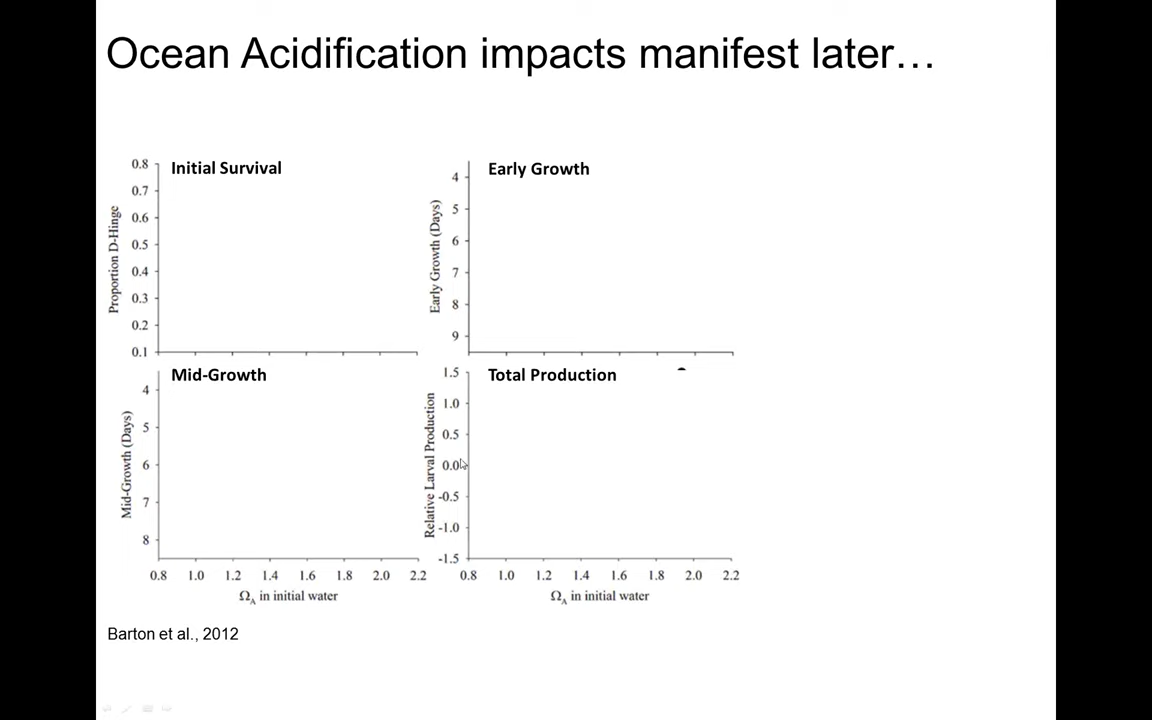 Ocean Acidification impacts manifest later…
Initial Survival
Proportion D-Hinge
0.8
0.7
0.6
0.5
0.4
0.3
0.2
0.1
Early Growth
Early Growth (Days)
4
5
6
7
8
9
Mid-Growth
Mid-Growth (Days)
4
5
6
7
8
0.8 1.0 1.2 1.4 1.6 1.8 2.0 2.2
Ω_A in initial water
Total Production
Relative Larval Production
1.5
1.0
0.5
0.0
-0.5
-1.0
-1.5
0.8 1.0 1.2 1.4 1.6 1.8 2.0 2.2
Ω_A in initial water
Barton et al., 2012